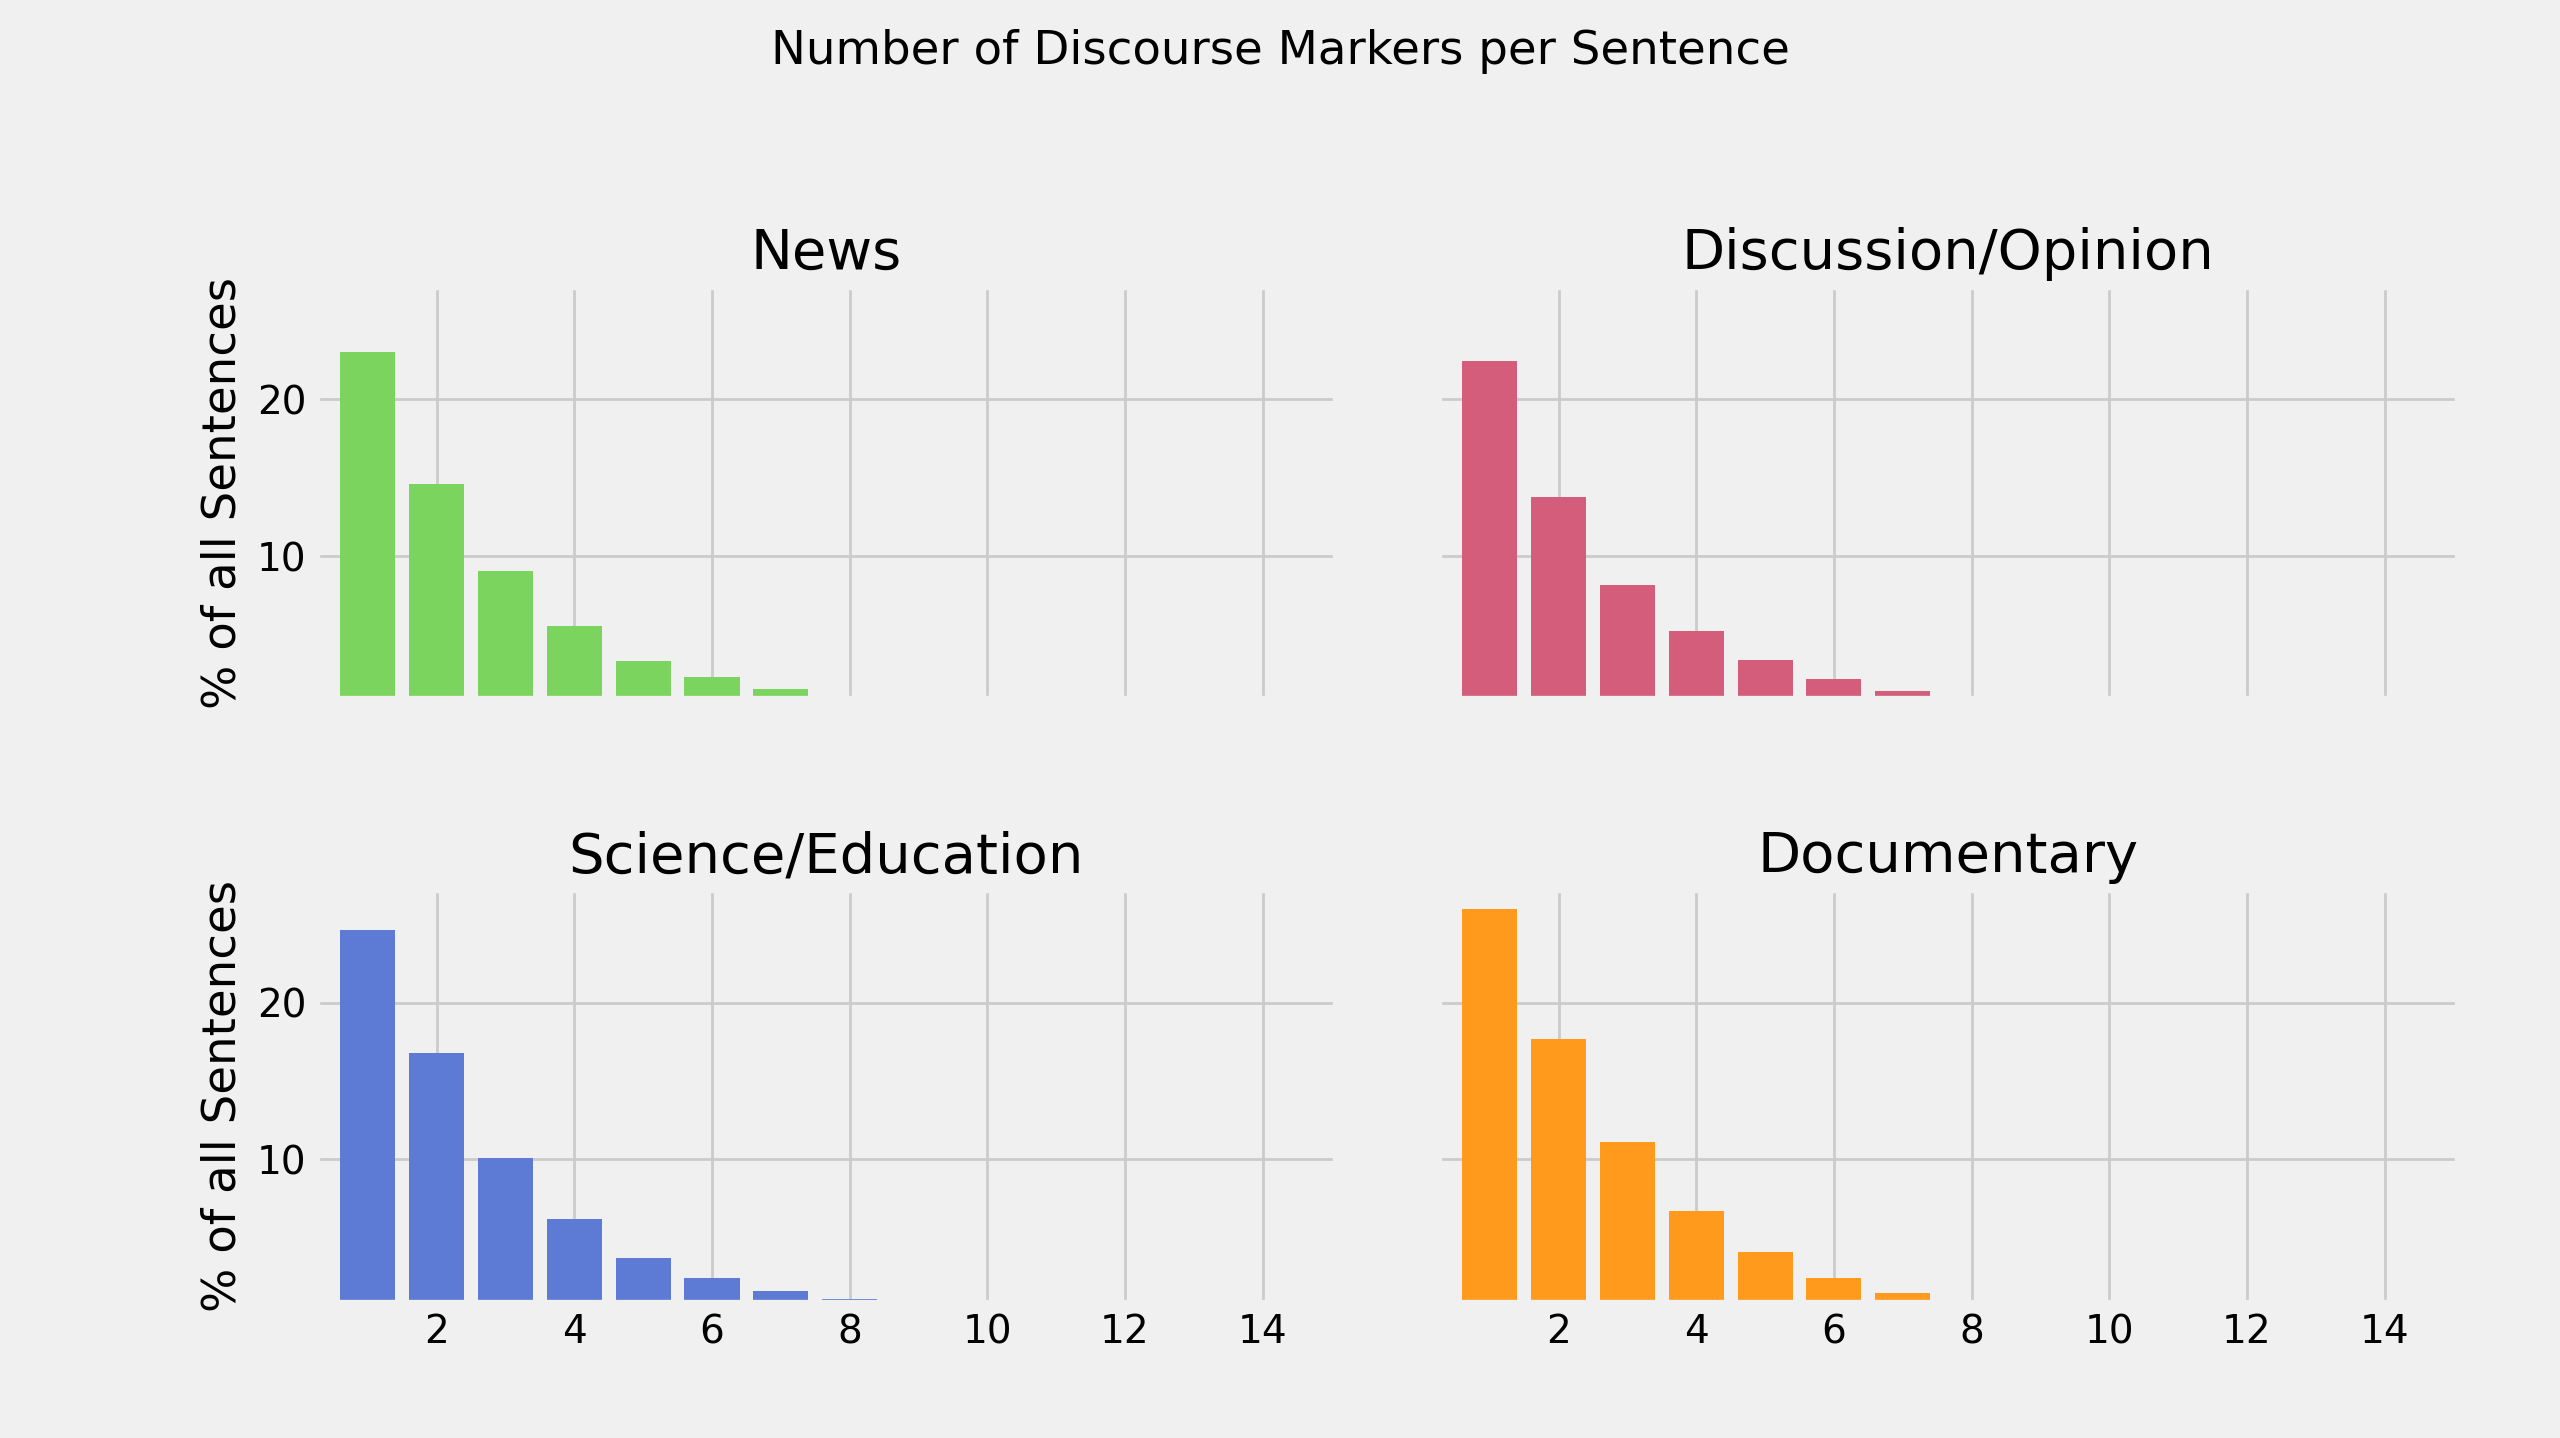 Number of Discourse Markers per Sentence
News
Discussion/Opinion
% of all Sentences
20
10
Science/Education
Documentary
% of all Sentences
20
10
2 4 6 8 10 12 14
2 4 6 8 10 12 14